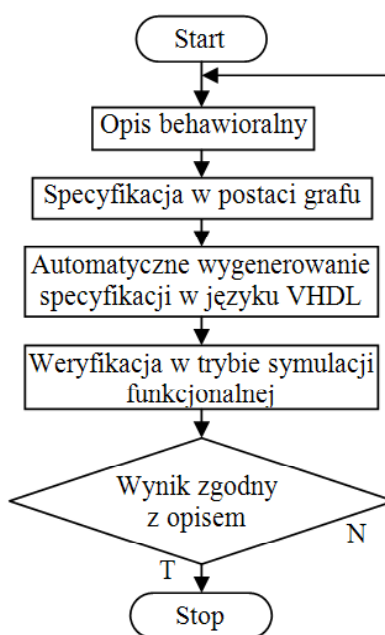 Start
Opis behawioralny
Specyfikacja w postaci grafu
Automatyczne wygenerowanie
specyfikacji w języku VHDL
Weryfikacja w trybie symulacji
funkcjonalnej
Wynik zgodny
z opisem
N
T
Stop